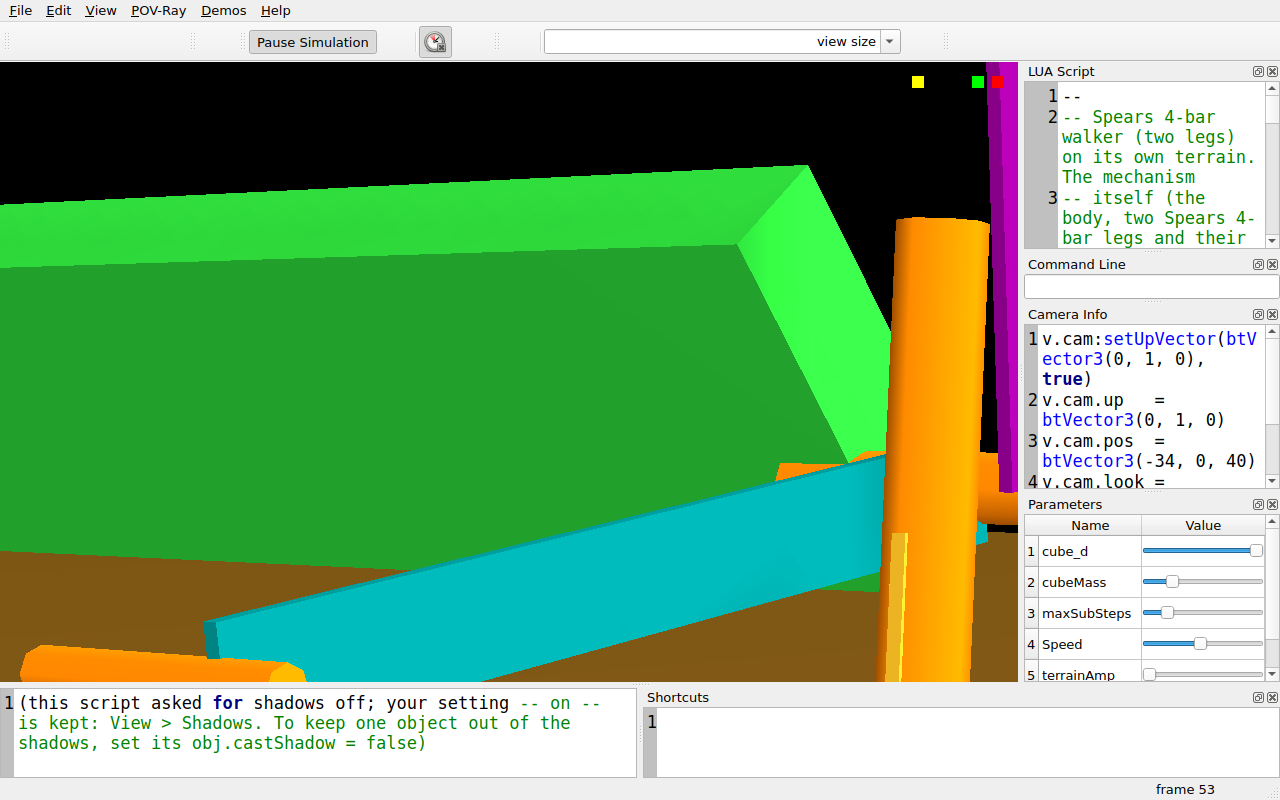 File Edit View POV-Ray Demos Help
Pause Simulation
view size
LUA Script
1 --
2 -- Spears 4-bar
walker (two legs)
on its own terrain.
The mechanism
3 -- itself (the
body, two Spears 4-
bar legs and their
Command Line
Camera Info
1 v.cam:setUpVector(btV
ector3(0, 1, 0),
true)
2 v.cam.up   =
btVector3(0, 1, 0)
3 v.cam.pos  =
btVector3(-34, 0, 40)
4 v.cam.look =
Parameters
Name Value
1 cube_d
2 cubeMass
3 maxSubSteps
4 Speed
5 terrainAmp
1 (this script asked for shadows off; your setting -- on --
is kept: View > Shadows. To keep one object out of the
shadows, set its obj.castShadow = false)
Shortcuts
1
frame 53